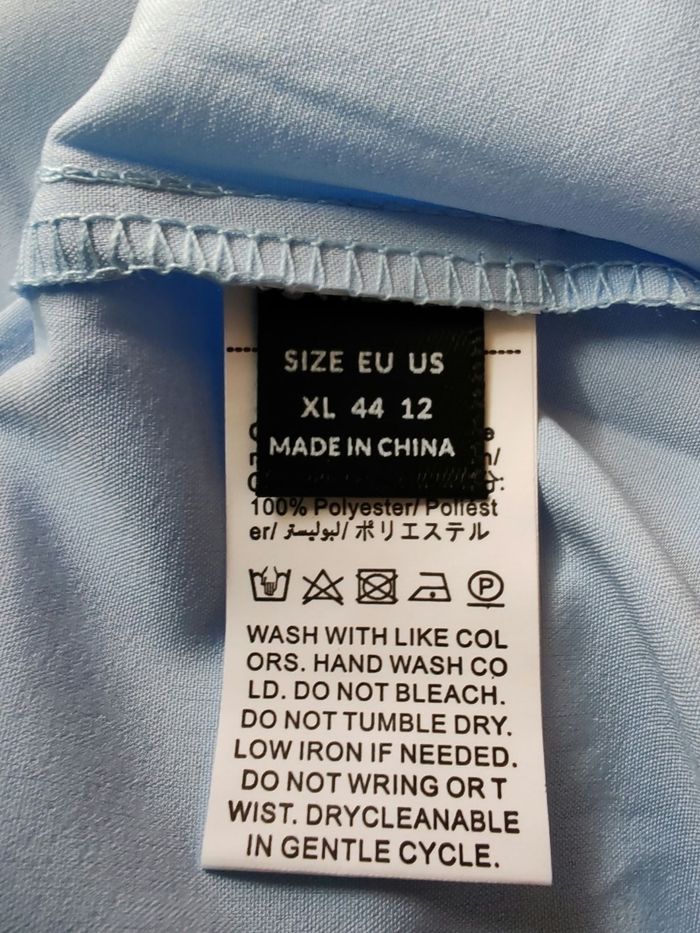 SIZE EU US
XL 44 12
MADE IN CHINA
100% Polyester/ Poliést
er/ لبوليستر/ ポリエステル
P
WASH WITH LIKE COL
ORS. HAND WASH CO
LD. DO NOT BLEACH.
DO NOT TUMBLE DRY.
LOW IRON IF NEEDED.
DO NOT WRING OR T
WIST. DRYCLEANABLE
IN GENTLE CYCLE.